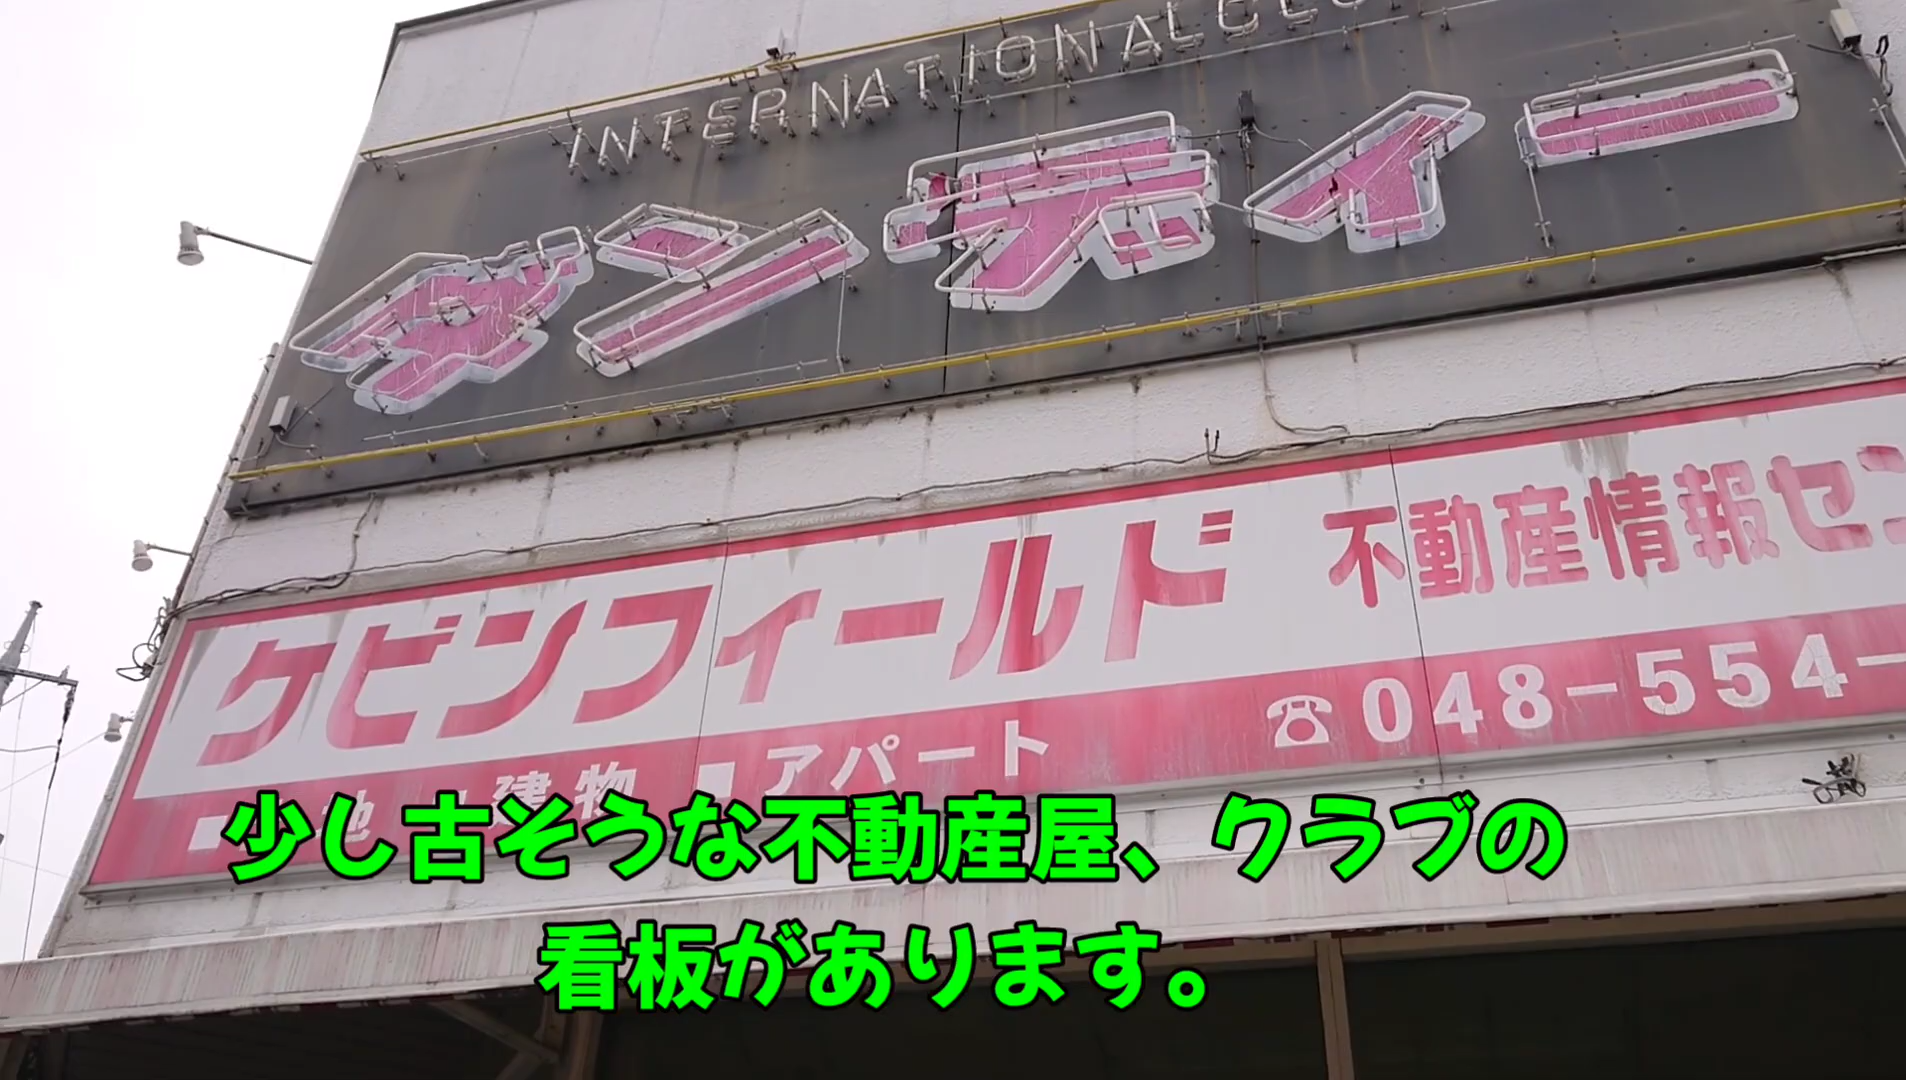 INTERNATIONAL
ダンディー
ケビンフィールド 不動産情報セン
■ 地 ■建物 ■アパート ☎048-554-
少し古そうな不動産屋、クラブの
看板があります。